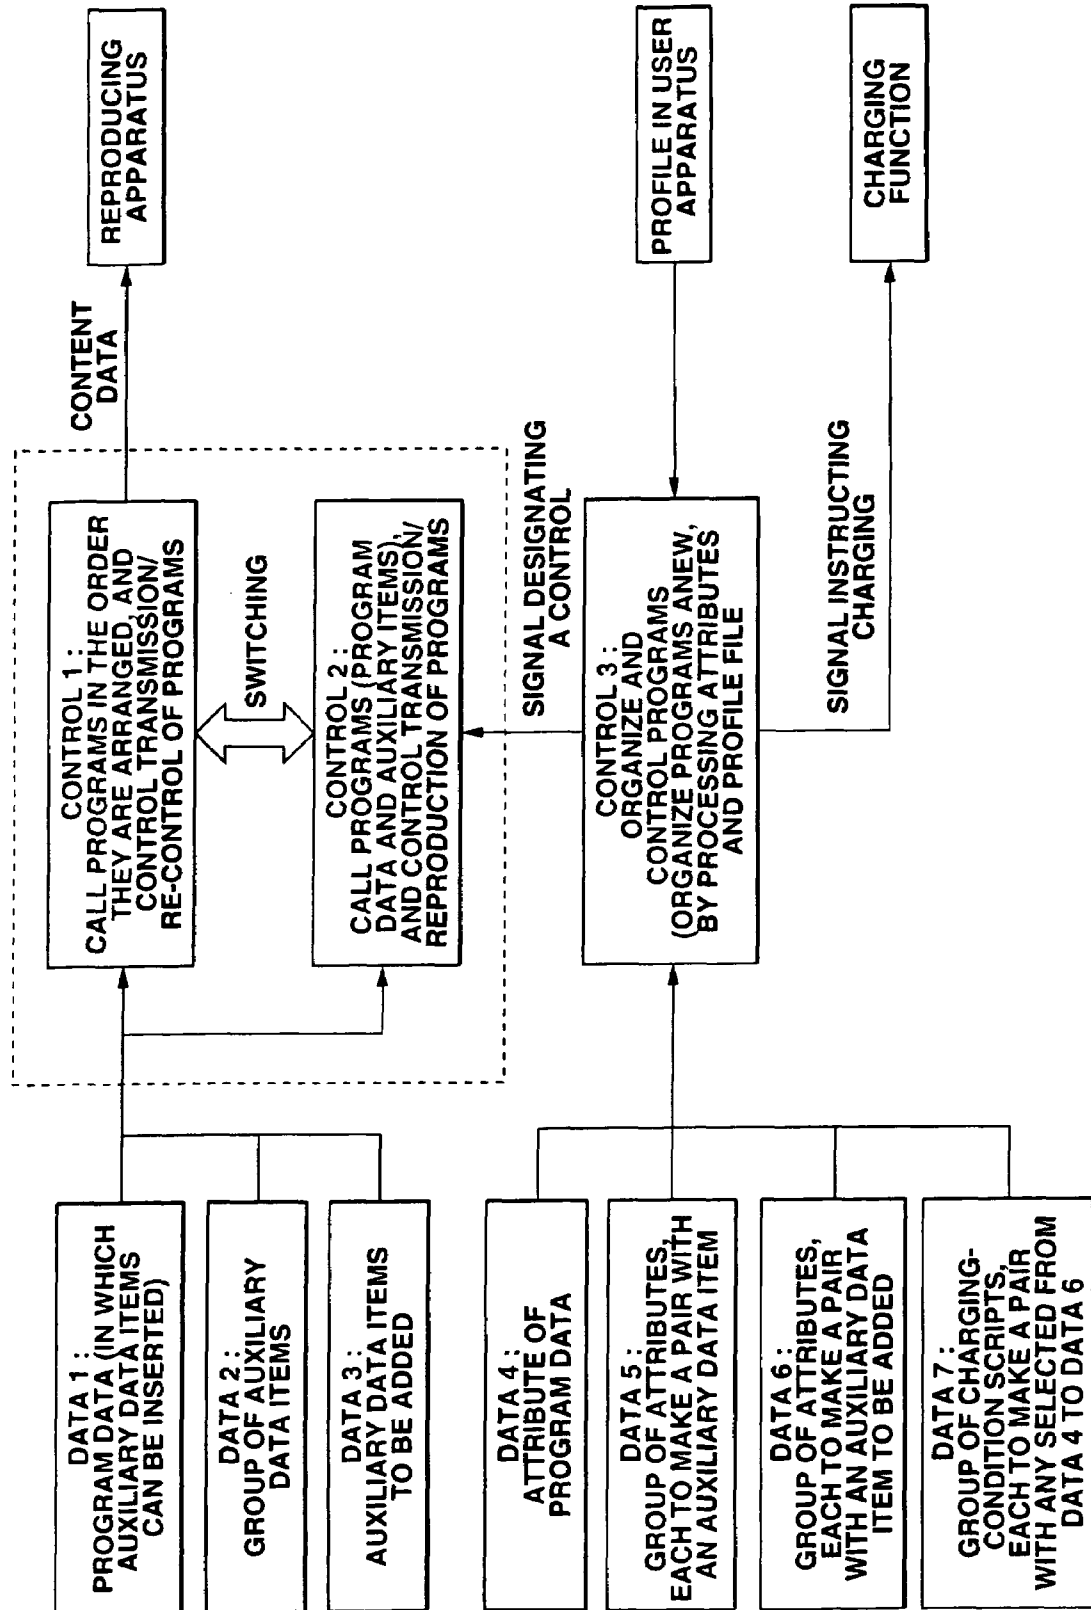 DATA 1 :
PROGRAM DATA (IN WHICH
AUXILIARY DATA ITEMS
CAN BE INSERTED)
DATA 2 :
GROUP OF AUXILIARY
DATA ITEMS
DATA 3 :
AUXILIARY DATA ITEMS
TO BE ADDED
DATA 4 :
ATTRIBUTE OF
PROGRAM DATA
DATA 5 :
GROUP OF ATTRIBUTES,
EACH TO MAKE A PAIR WITH
AN AUXILIARY DATA ITEM
DATA 6 :
GROUP OF ATTRIBUTES,
EACH TO MAKE A PAIR
WITH AN AUXILIARY DATA
ITEM TO BE ADDED
DATA 7 :
GROUP OF CHARGING-
CONDITION SCRIPTS,
EACH TO MAKE A PAIR
WITH ANY SELECTED FROM
DATA 4 TO DATA 6
CONTROL 1 :
CALL PROGRAMS IN THE ORDER
THEY ARE ARRANGED, AND
CONTROL TRANSMISSION/
RE-CONTROL OF PROGRAMS
SWITCHING
CONTROL 2 :
CALL PROGRAMS (PROGRAM
DATA AND AUXILIARY ITEMS),
AND CONTROL TRANSMISSION/
REPRODUCTION OF PROGRAMS
SIGNAL DESIGNATING
A CONTROL
CONTROL 3 :
ORGANIZE AND
CONTROL PROGRAMS
(ORGANIZE PROGRAMS ANEW,
BY PROCESSING ATTRIBUTES
AND PROFILE FILE
SIGNAL INSTRUCTING
CHARGING
CONTENT
DATA
REPRODUCING
APPARATUS
PROFILE IN USER
APPARATUS
CHARGING
FUNCTION